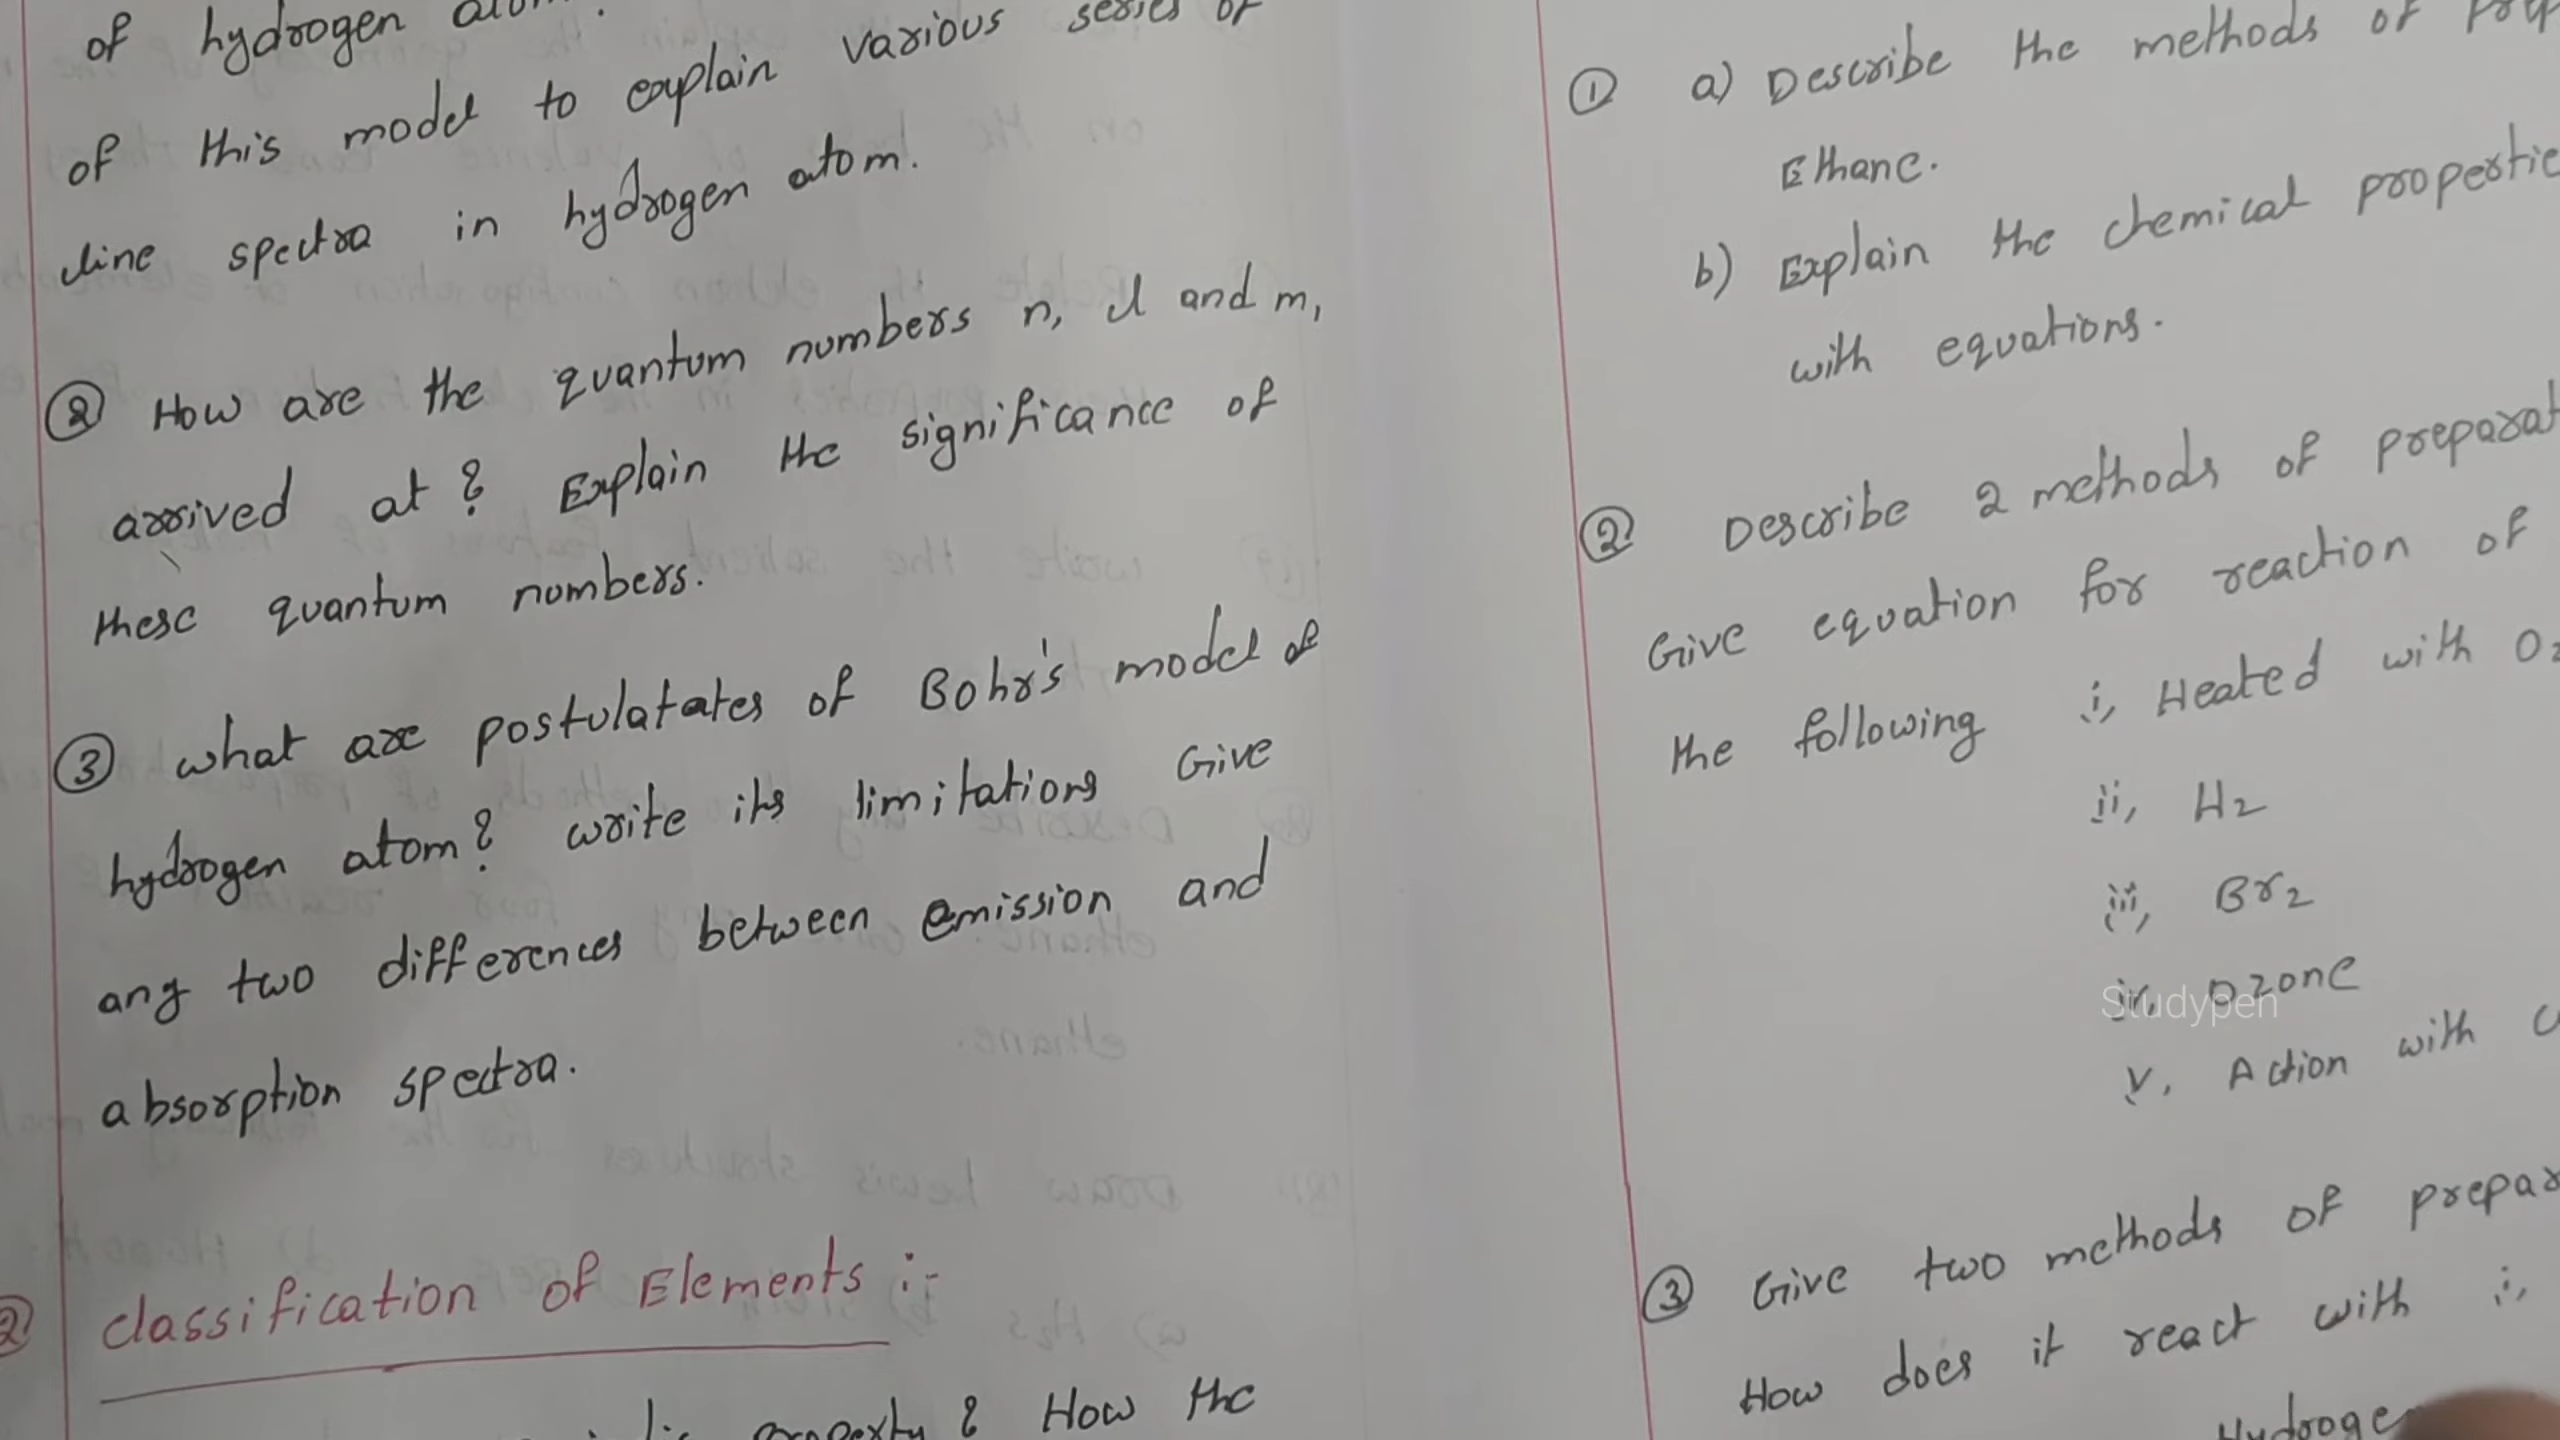 of hydrogen atom.
of this model to explain various series of
line spectra in hydrogen atom.
② How are the quantum numbers n, l and m,
arrived at? Explain the significance of
these quantum numbers.
③ what are postulatates of Bohr's model of
hydrogen atom? write its limitations Give
any two differences between emission and
absorption spectra.
② classification of Elements :-
property? How the
① a) Describe the methods of
Ethane.
b) Explain the chemical
with equations.
② Describe 2 methods of
Give equation for reaction of
the following i, Heated with O2
ii, H2
iii, Br2
iv, Ozone
v, Action with
③ Give two methods of
How does it react with i,
Studypen